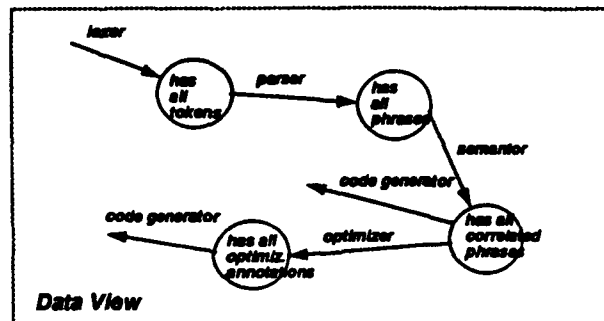 lexer
has
all
tokens
parser
has
all
phrases
semantor
code generator
has all
correlated
phrases
optimizer
code generator
has all
optimiz.
annotations
Data View